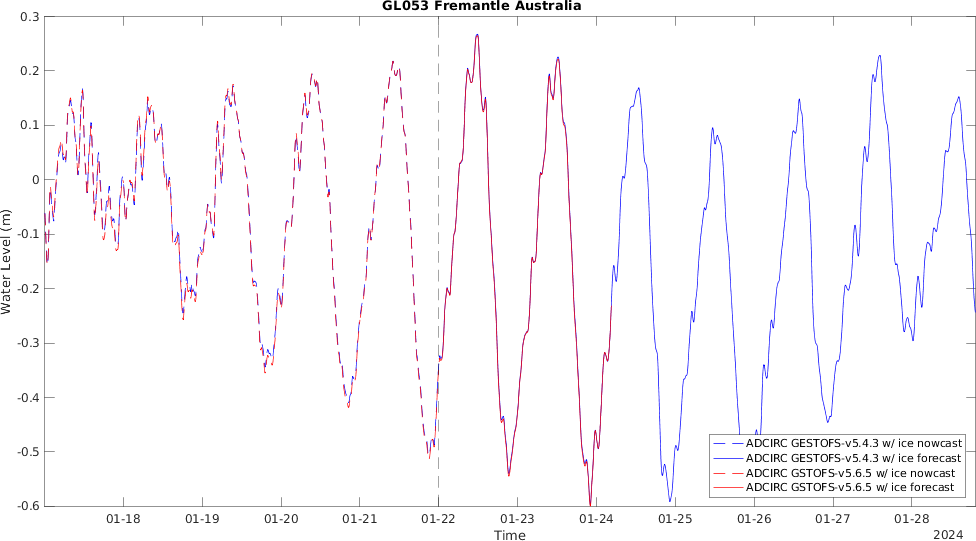 GL053 Fremantle Australia
0.3
0.2
0.1
0
-0.1
-0.2
-0.3
-0.4
-0.5
-0.6
Water Level (m)
ADCIRC GESTOFS-v5.4.3 w/ ice nowcast
ADCIRC GESTOFS-v5.4.3 w/ ice forecast
ADCIRC GSTOFS-v5.6.5 w/ ice nowcast
ADCIRC GSTOFS-v5.6.5 w/ ice forecast
01-18 01-19 01-20 01-21 01-22 01-23 01-24 01-25 01-26 01-27 01-28
Time
2024